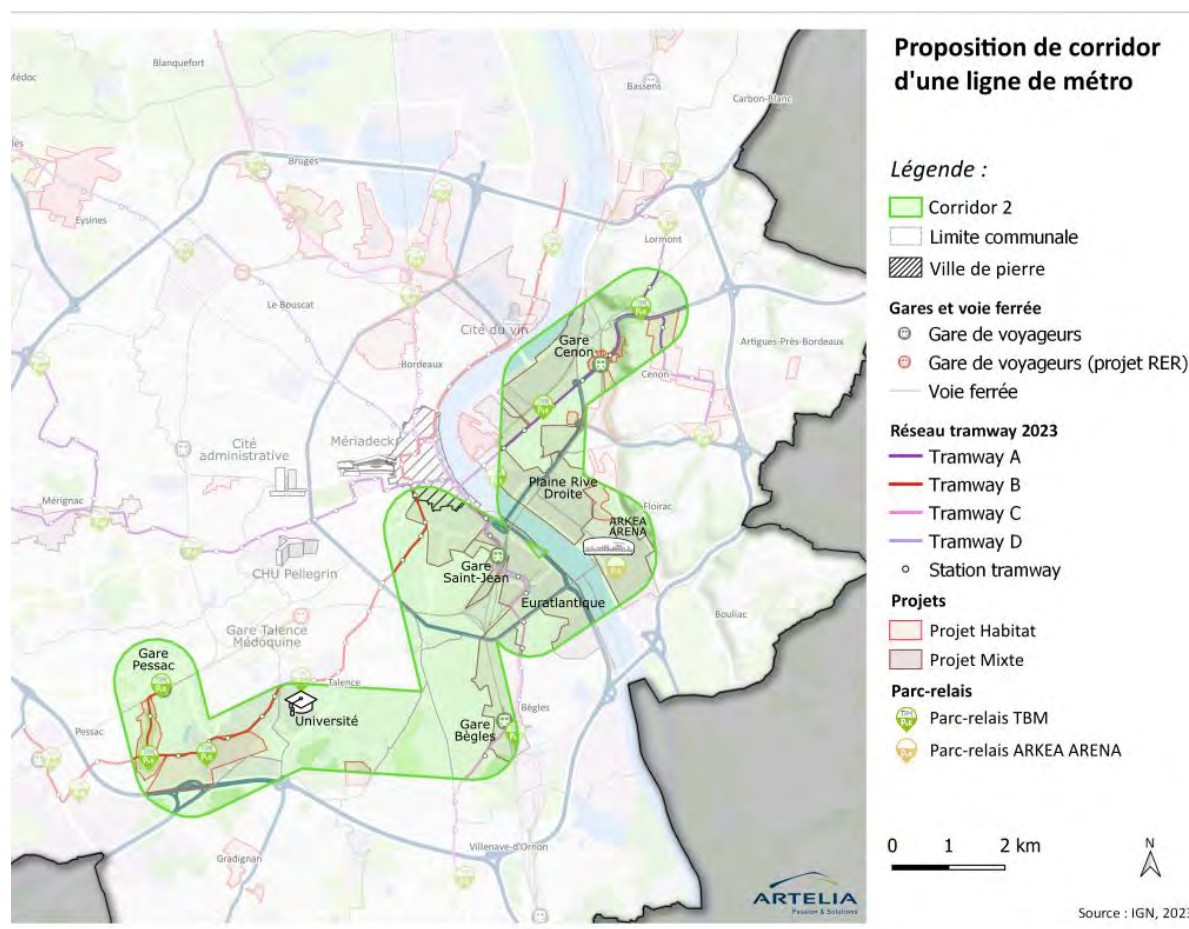 Proposition de corridor
d'une ligne de métro
Légende :
Corridor 2
Limite communale
Ville de pierre
Gares et voie ferrée
Gare de voyageurs
Gare de voyageurs (projet RER)
Voie ferrée
Réseau tramway 2023
Tramway A
Tramway B
Tramway C
Tramway D
Station tramway
Projets
Projet Habitat
Projet Mixte
Parc-relais
Parc-relais TBM
Parc-relais ARKEA ARENA
0 1 2 km
N
Source : IGN, 2023
Blanquefort
Médoc
Bassens
Carbon-Blanc
Bruges
Eysines
Lormont
Le Bouscat
Cité du vin
Gare
Cenon
Artigues-Près-Bordeaux
Bordeaux
Cenon
Mériadeck
Cité
administrative
Plaine Rive
Droite
Mérignac
Floirac
ARKEA
ARENA
CHU Pellegrin
Gare
Saint-Jean
Euratlantique
Bouliac
Gare Talence
Médoquine
Gare
Pessac
Talence
Université
Bègles
Gare
Bègles
Pessac
Villenave-d'Ornon
Gradignan
ARTELIA
Passion & Solutions